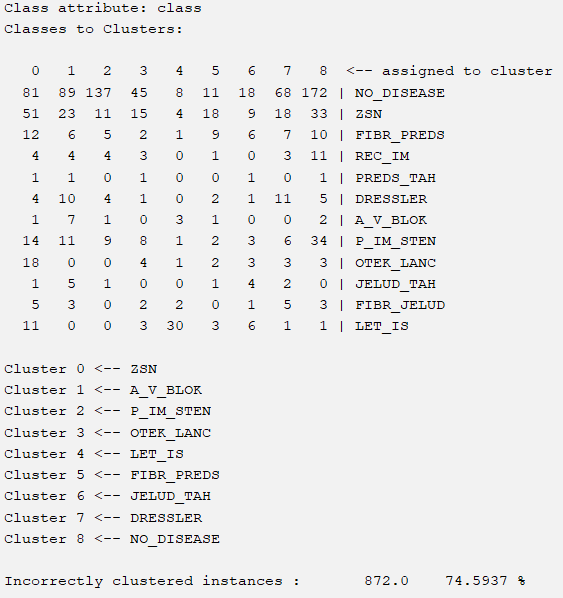 Class attribute: class
Classes to Clusters:
0 1 2 3 4 5 6 7 8 <-- assigned to cluster
81 89 137 45 8 11 18 68 172 | NO_DISEASE
51 23 11 15 4 18 9 18 33 | ZSN
12 6 5 2 1 9 6 7 10 | FIBR_PREDS
4 4 4 3 0 1 0 3 11 | REC_IM
1 1 0 1 0 0 1 0 1 | PREDS_TAH
4 10 4 1 0 2 1 11 5 | DRESSLER
1 7 1 0 3 1 0 0 2 | A_V_BLOK
14 11 9 8 1 2 3 6 34 | P_IM_STEN
18 0 0 4 1 2 3 3 3 | OTEK_LANC
1 5 1 0 0 1 4 2 0 | JELUD_TAH
5 3 0 2 2 0 1 5 3 | FIBR_JELUD
11 0 0 3 30 3 6 1 1 | LET_IS
Cluster 0 <-- ZSN
Cluster 1 <-- A_V_BLOK
Cluster 2 <-- P_IM_STEN
Cluster 3 <-- OTEK_LANC
Cluster 4 <-- LET_IS
Cluster 5 <-- FIBR_PREDS
Cluster 6 <-- JELUD_TAH
Cluster 7 <-- DRESSLER
Cluster 8 <-- NO_DISEASE
Incorrectly clustered instances : 872.0 74.5937 %